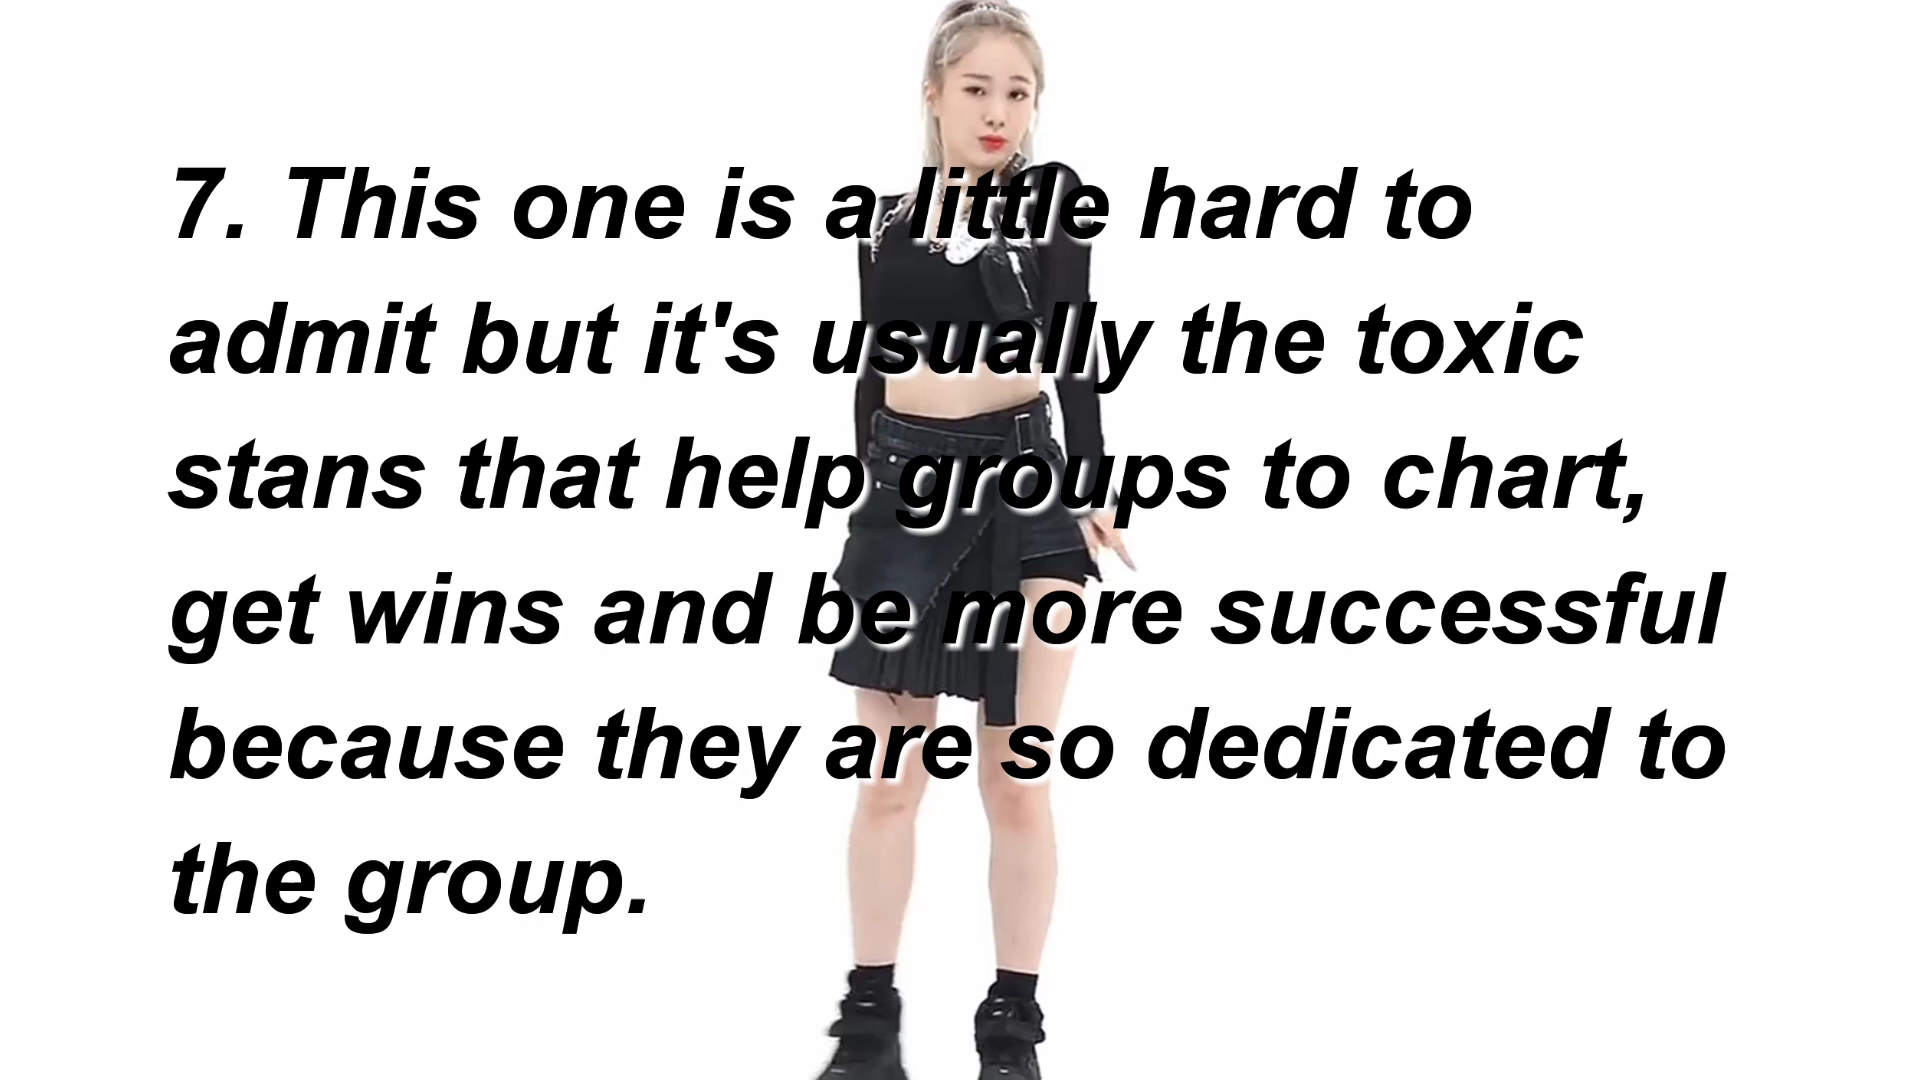 7. This one is a little hard to
admit but it's usually the toxic
stans that help groups to chart,
get wins and be more successful
because they are so dedicated to
the group.